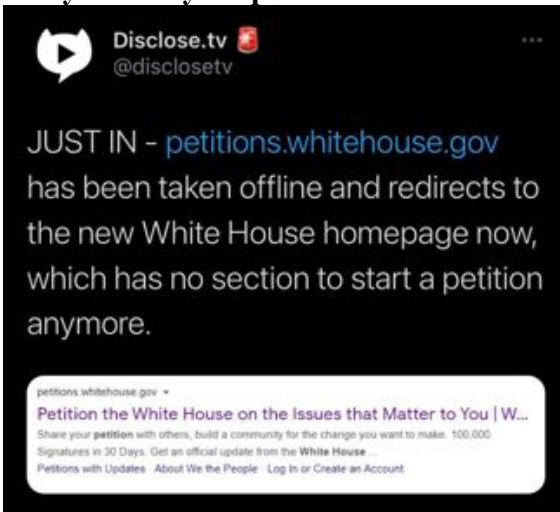 Disclose.tv
@disclosetv
JUST IN - petitions.whitehouse.gov
has been taken offline and redirects to
the new White House homepage now,
which has no section to start a petition
anymore.
petitions.whitehouse.gov
Petition the White House on the Issues that Matter to You | W...
Share your petition with others, build a community for the change you want to make. 100,000
Signatures in 30 Days. Get an official update from the White House ...
Petitions with Updates · About We the People · Log In or Create an Account